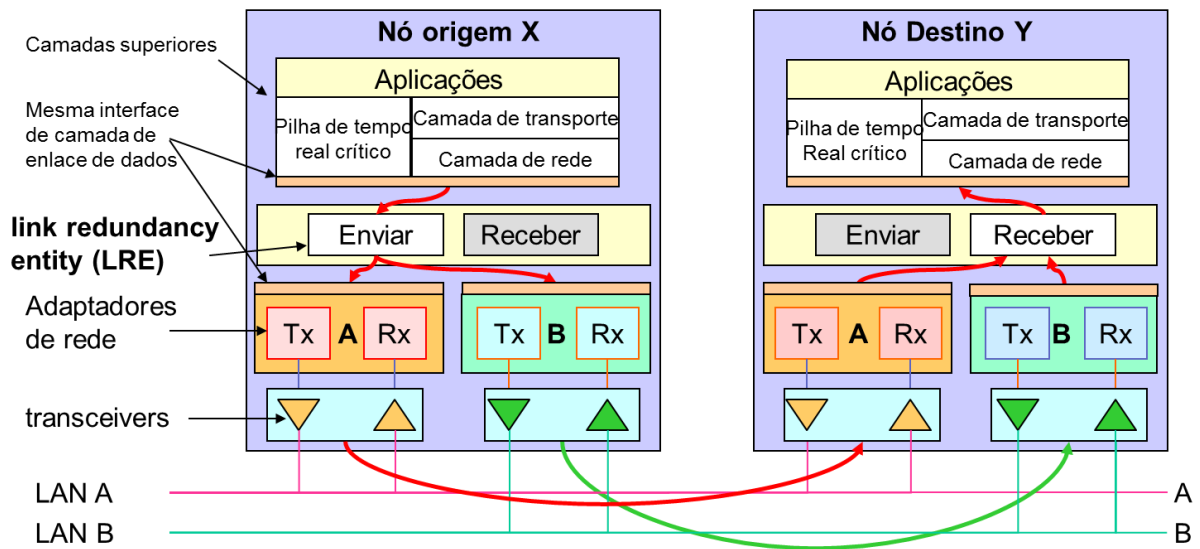 Nó origem X
Nó Destino Y
Camadas superiores
Aplicações
Aplicações
Mesma interface
de camada de
enlace de dados
Pilha de tempo
real crítico
Camada de transporte
Camada de rede
Pilha de tempo
Real crítico
Camada de transporte
Camada de rede
link redundancy
entity (LRE)
Enviar
Receber
Enviar
Receber
Adaptadores
de rede
Tx A Rx
Tx B Rx
Tx A Rx
Tx B Rx
transceivers
LAN A
A
LAN B
B